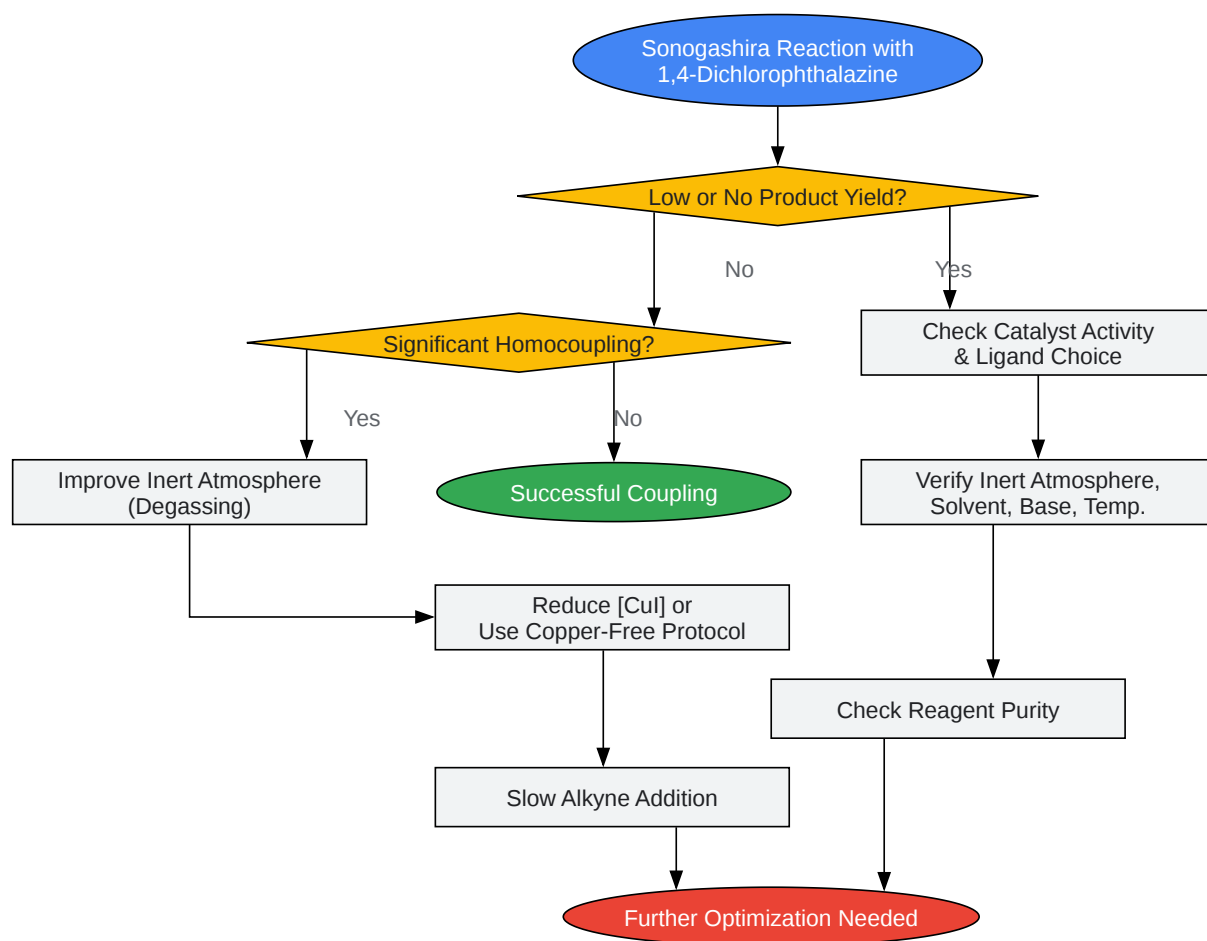 Sonogashira Reaction with
1,4-Dichlorophthalazine
Low or No Product Yield?
No
Yes
Significant Homocoupling?
Check Catalyst Activity
& Ligand Choice
Yes
No
Improve Inert Atmosphere
(Degassing)
Successful Coupling
Verify Inert Atmosphere,
Solvent, Base, Temp.
Reduce [CuI] or
Use Copper-Free Protocol
Check Reagent Purity
Slow Alkyne Addition
Further Optimization Needed